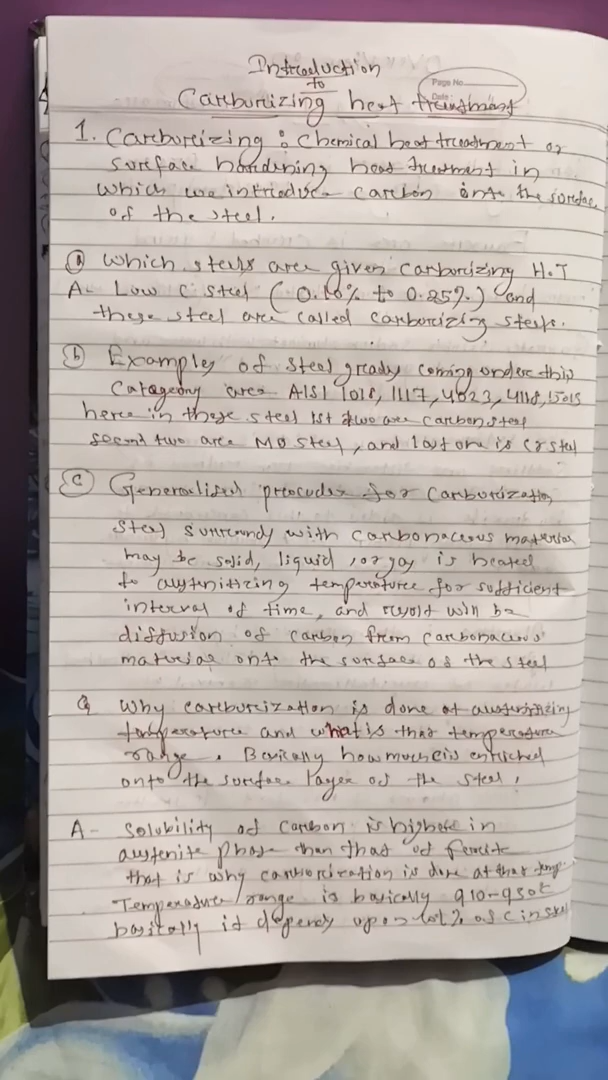 Introduction
to
Carburizing heat treatment
Page No.
Date:
1. Carburizing : Chemical heat treatment or
surface hardening heat treatment in
which we introduce carbon onto the surface
of the steel.
(a) which steels are given carburizing H.T
A- Low C steel ( 0.10% to 0.25%.) and
these steel are called carburizing steels.
(b) Examples of steel grades coming under this
Catageory are AISI 1018, 1117, 4023, 4118, 5015
here in these steel 1st two are carbon steel
second two are MO steel, and last one is Cr steel
(c) Generalised procedure for carburization
steel surrounds with carbonaceous material
may be solid, liquid, or gas is heated
to austenitizing temperature for sufficient
interval of time, and result will be
diffusion of carbon from carbonaceous
material onto the surface of the steel
Q Why carburization is done at austenitizing
temperature and what is that temperature
range. Basically how much c is enriched
onto the surface layer of the steel.
A- Solubility of Carbon is highest in
austenite phase than that of ferrite
that is why carburization is done at that temp.
Temperature range is basically 910-950
basically it depends upon wt% of C in steel